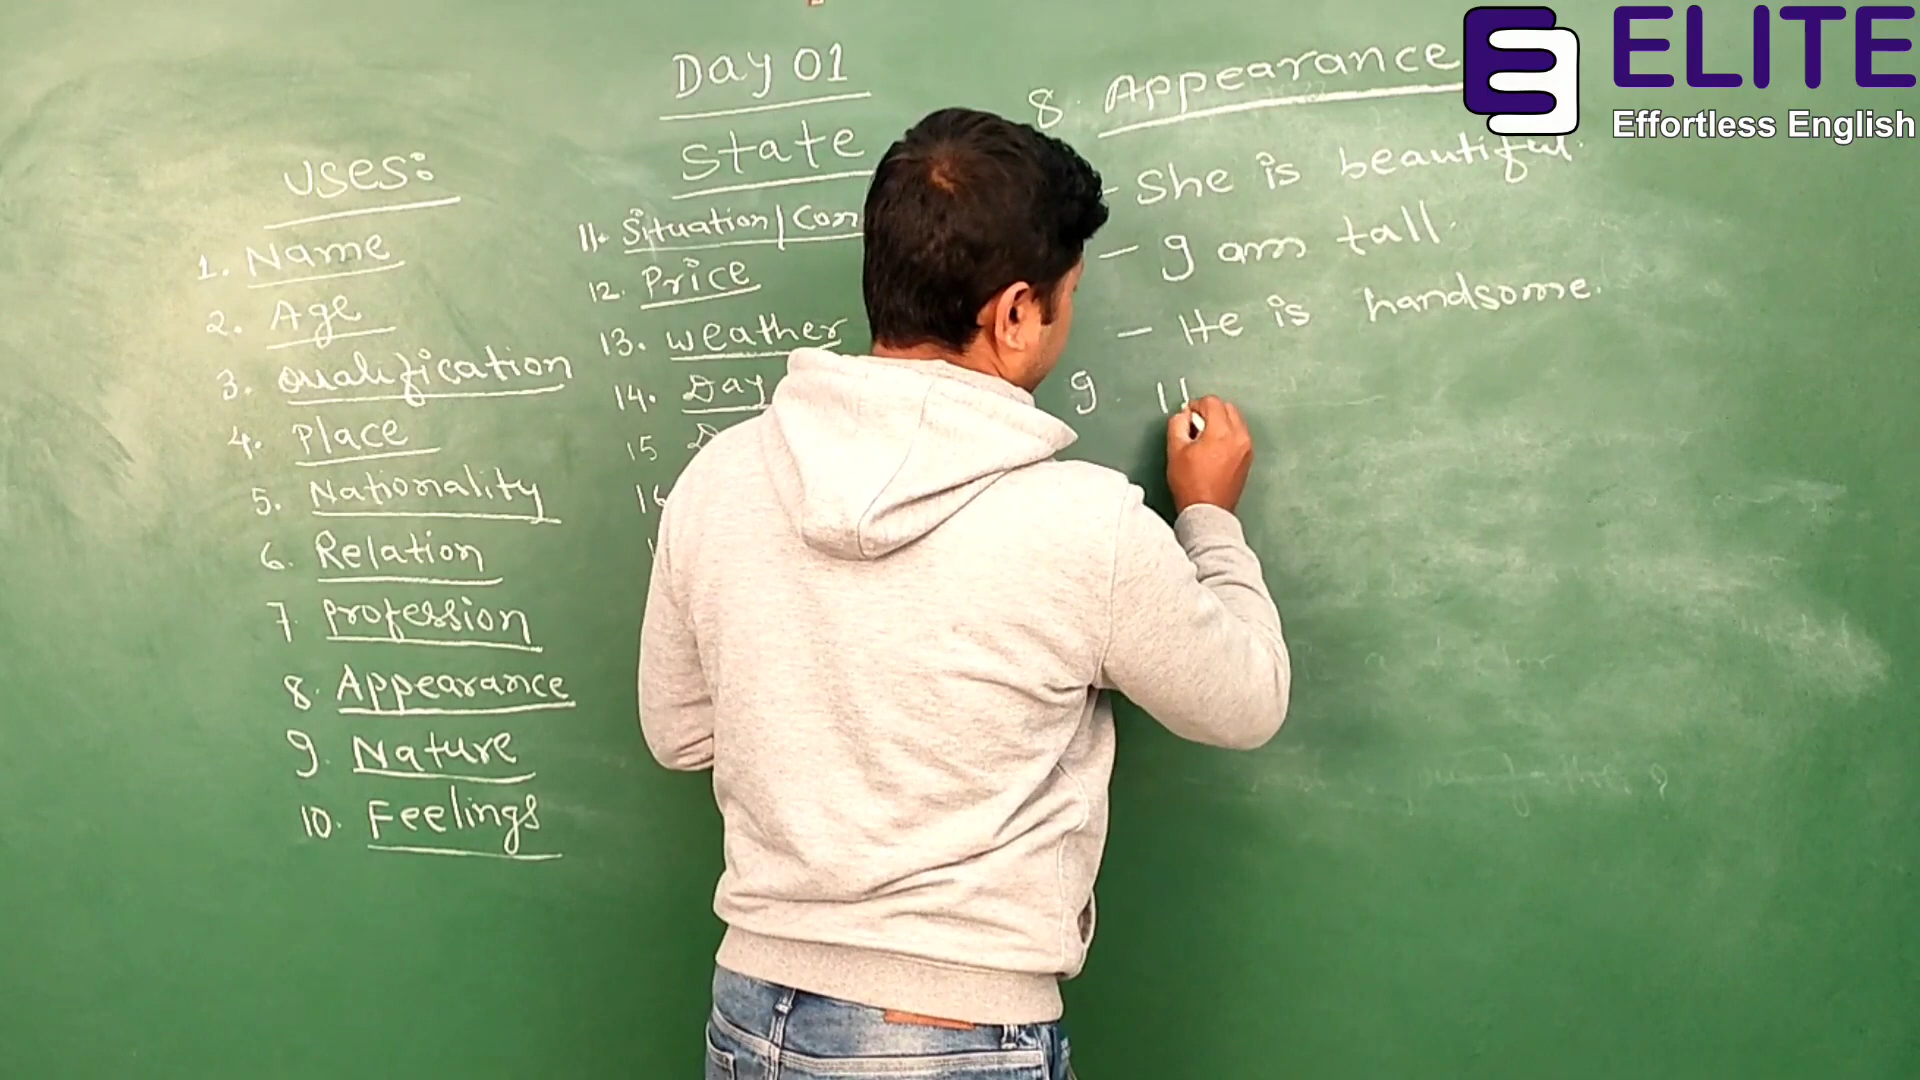 Day 01
State
Uses:
1. Name
2. Age
3. Qualification
4. Place
5. Nationality
6. Relation
7. Profession
8. Appearance
9. Nature
10. Feelings
11. Situation/Con
12. Price
13. weather
14. Day
15 D
16
8. Appearance
- She is beautiful.
- I am tall.
- He is handsome.
9.
ELITE
Effortless English